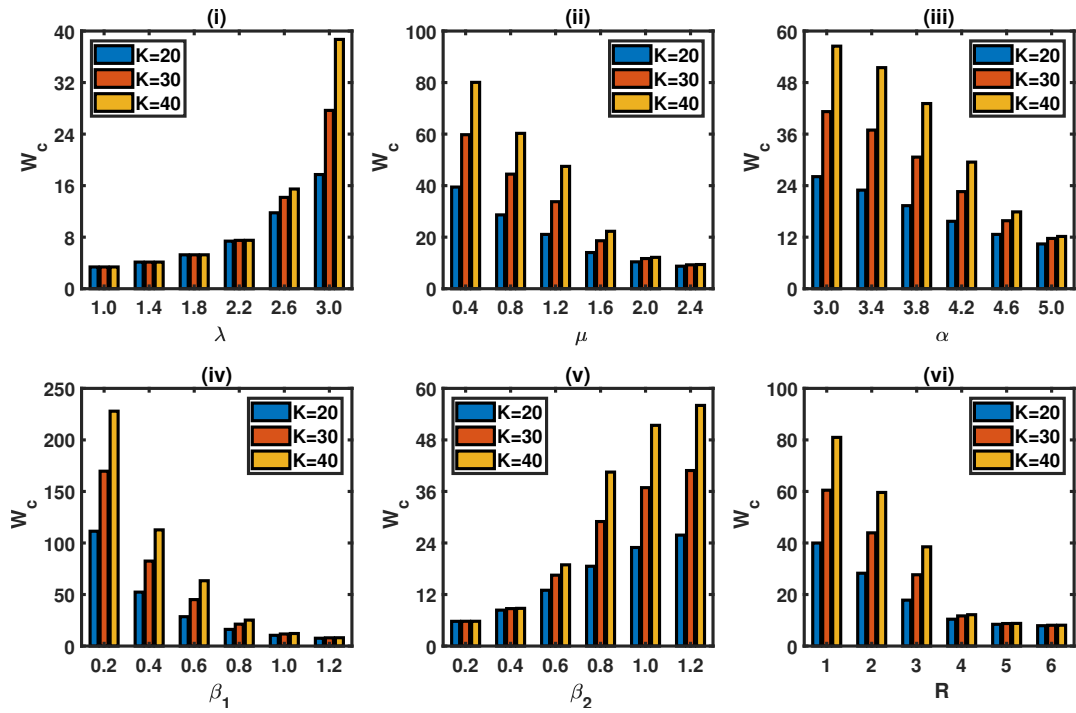 (i)
40
32
24
16
8
0
W_c
K=20
K=30
K=40
1.0 1.4 1.8 2.2 2.6 3.0
λ
(ii)
100
80
60
40
20
0
W_c
K=20
K=30
K=40
0.4 0.8 1.2 1.6 2.0 2.4
μ
(iii)
60
48
36
24
12
0
W_c
K=20
K=30
K=40
3.0 3.4 3.8 4.2 4.6 5.0
α
(iv)
250
200
150
100
50
0
W_c
K=20
K=30
K=40
0.2 0.4 0.6 0.8 1.0 1.2
β_1
(v)
60
48
36
24
12
0
W_c
K=20
K=30
K=40
0.2 0.4 0.6 0.8 1.0 1.2
β_2
(vi)
100
80
60
40
20
0
W_c
K=20
K=30
K=40
1 2 3 4 5 6
R